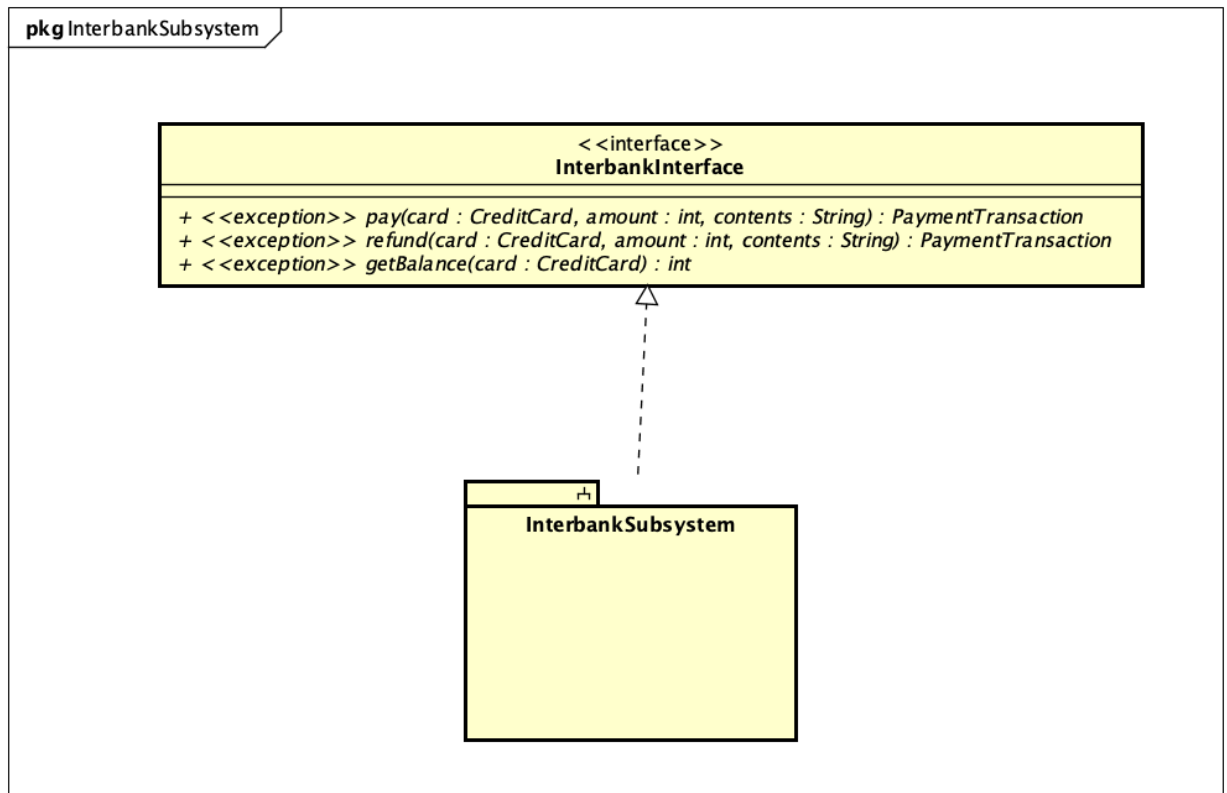 pkg InterbankSubsystem
<<interface>>
InterbankInterface
+ <<exception>> pay(card : CreditCard, amount : int, contents : String) : PaymentTransaction
+ <<exception>> refund(card : CreditCard, amount : int, contents : String) : PaymentTransaction
+ <<exception>> getBalance(card : CreditCard) : int
InterbankSubsystem